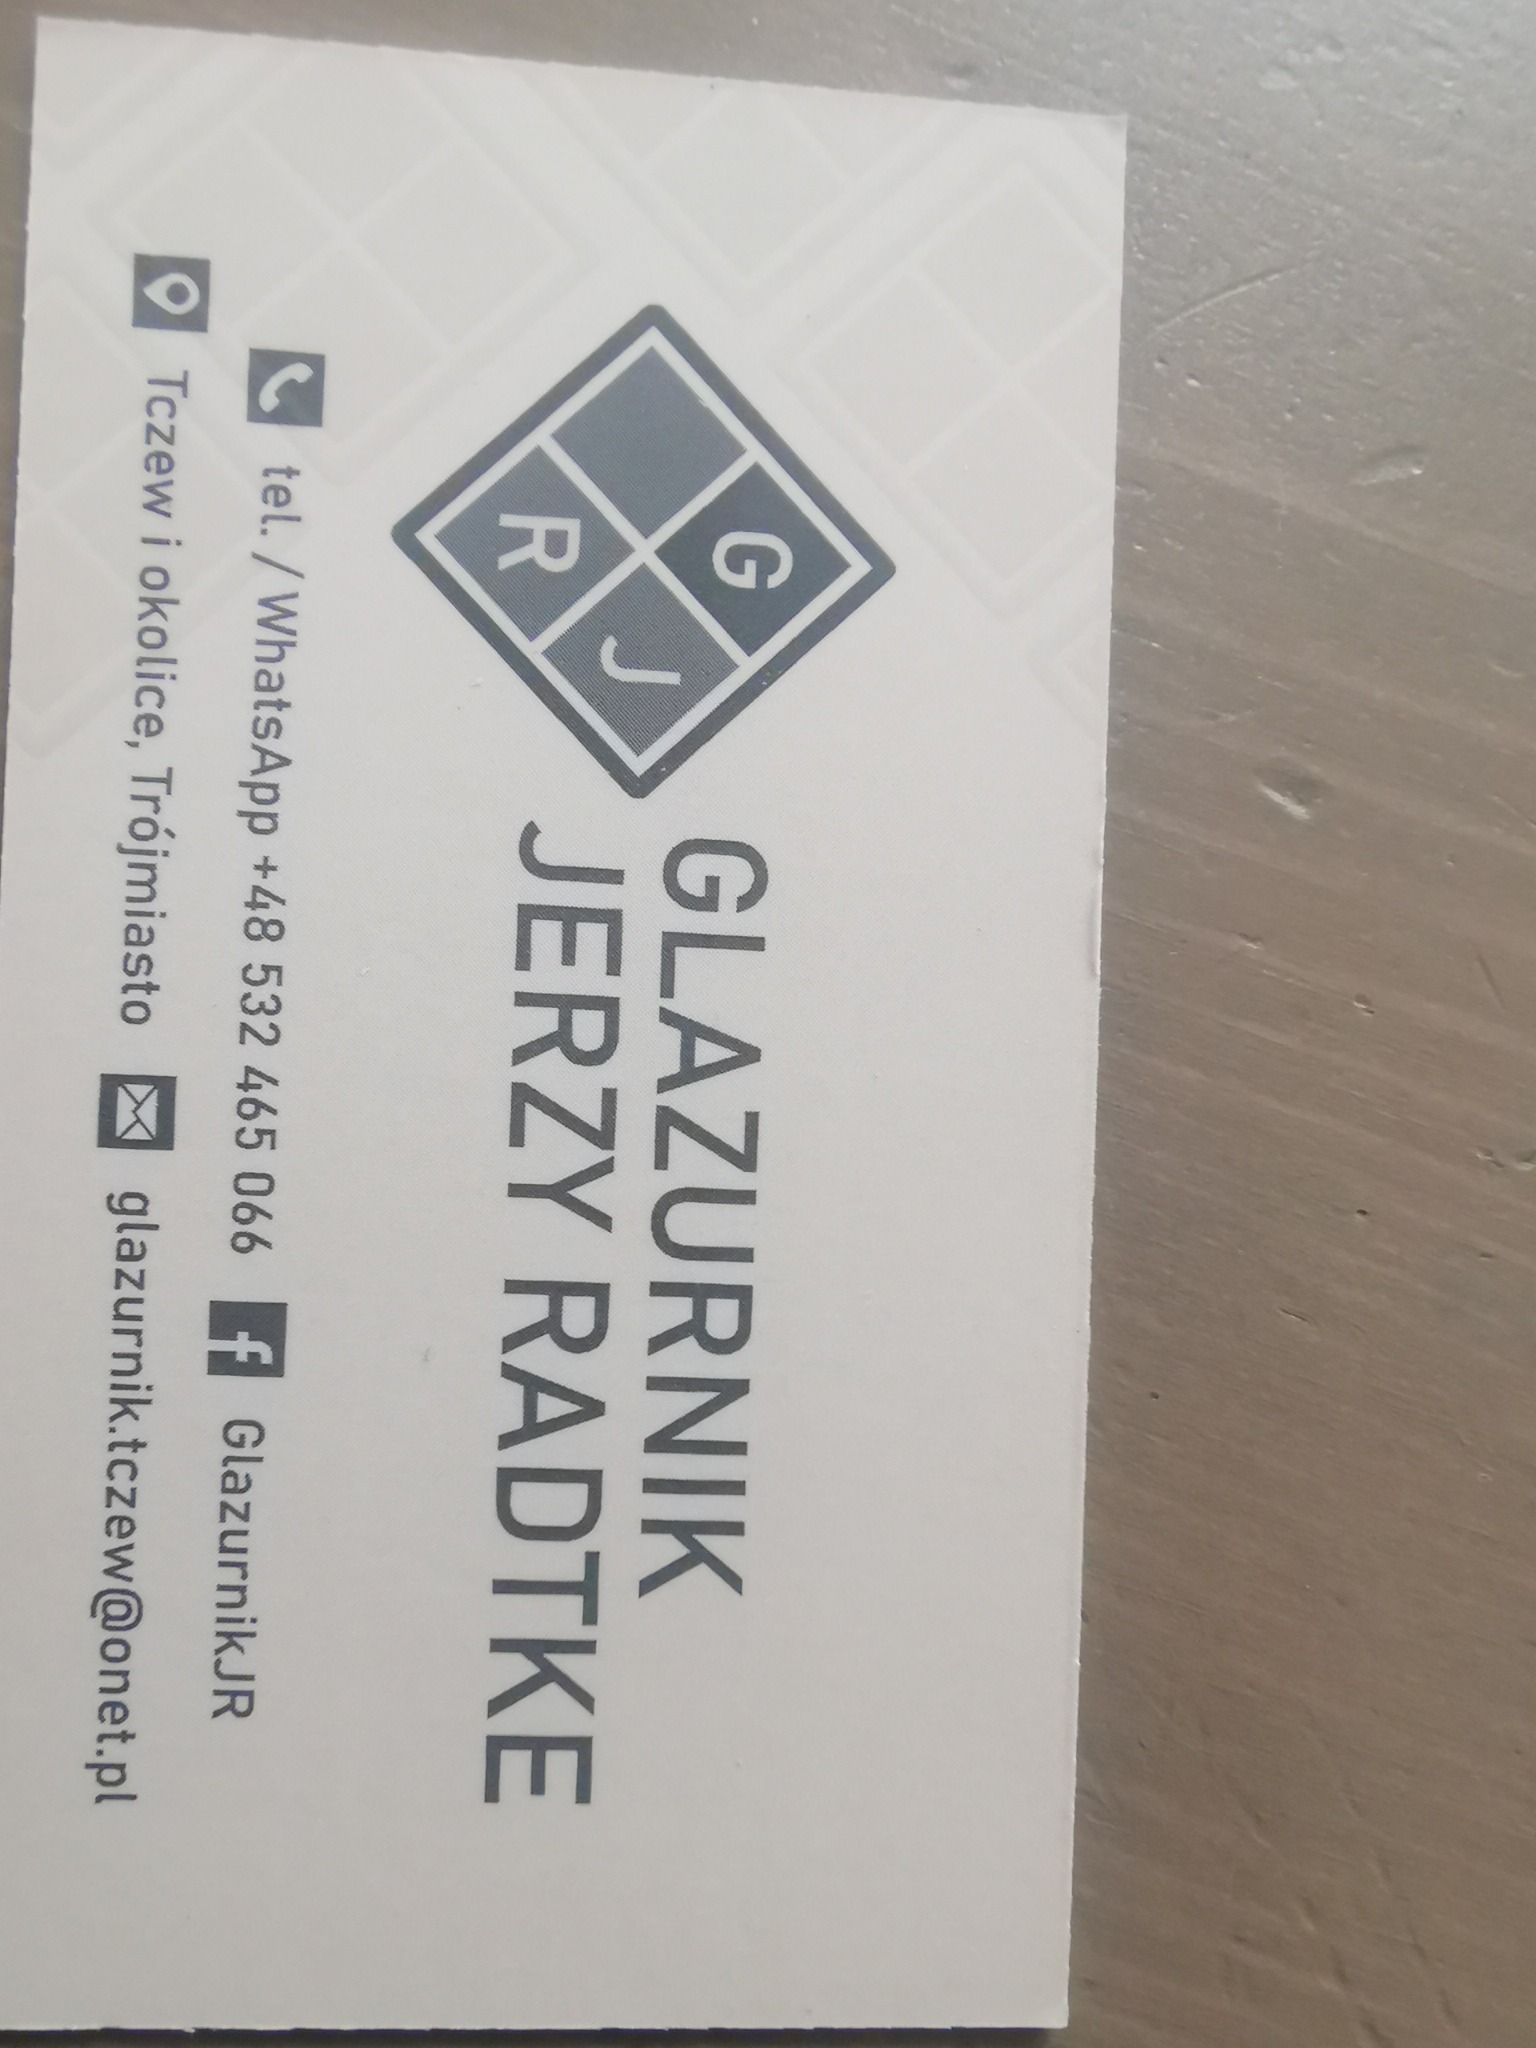 G
R J
GLAZURNIK
JERZY RADTKE
tel. / WhatsApp +48 532 465 066 GlazurnikJR
Tczew i okolice, Trójmiasto glazurnik.tczew@onet.pl